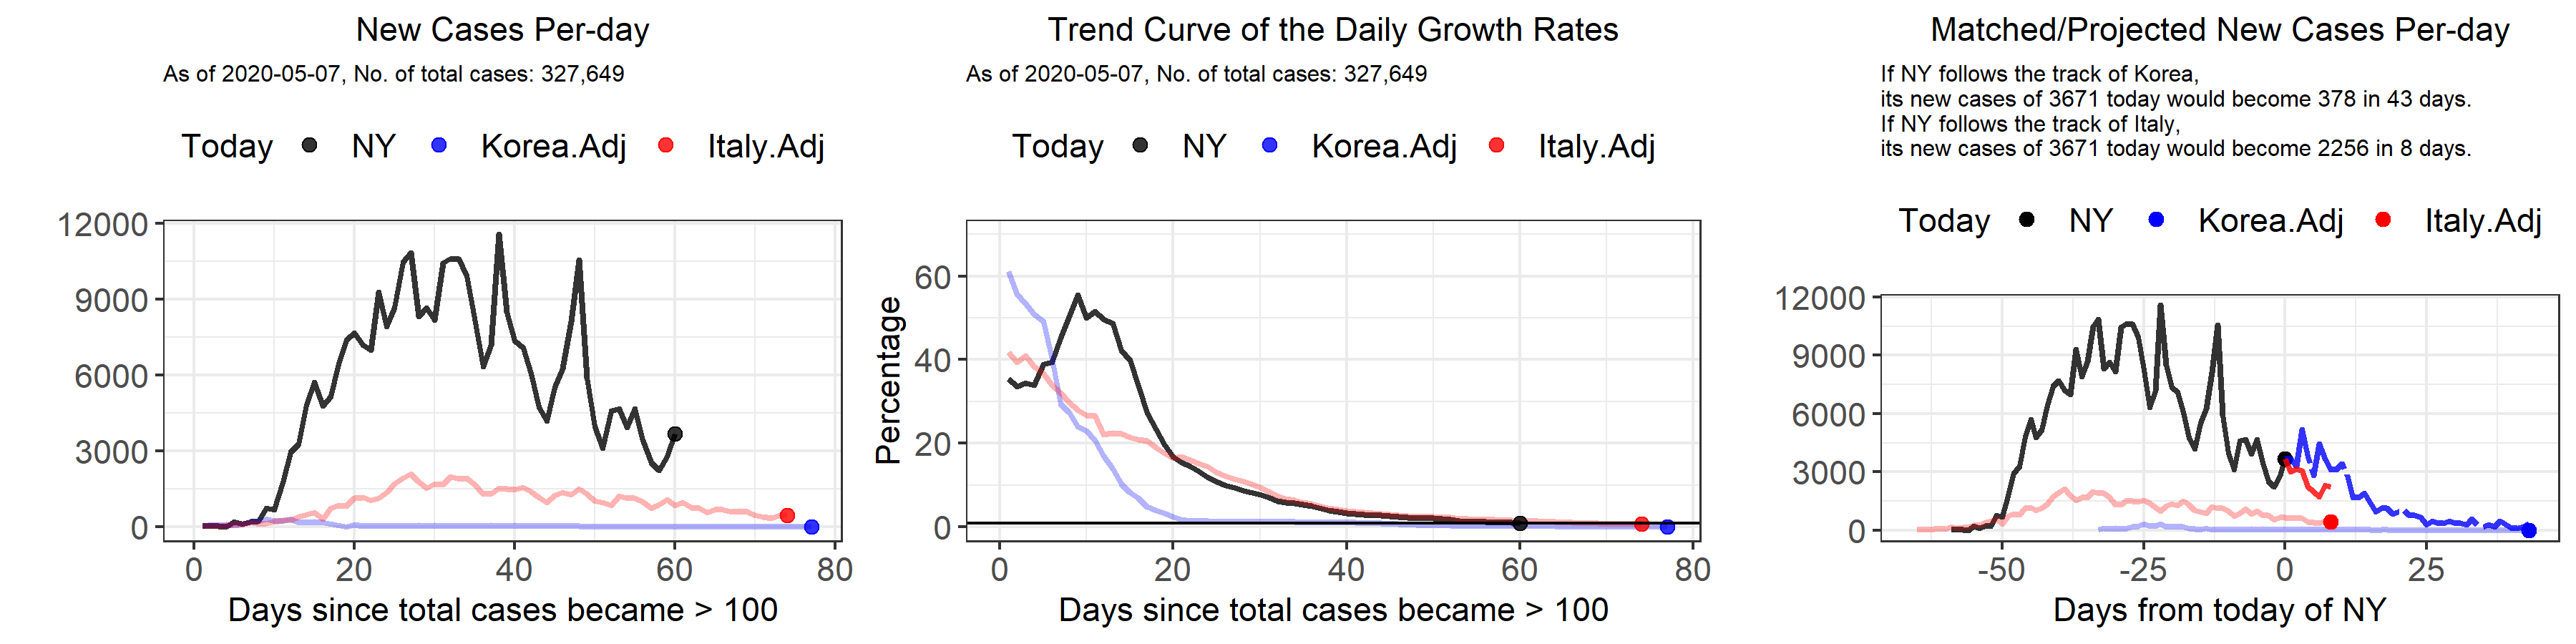 New Cases Per-day
As of 2020-05-07, No. of total cases: 327,649
Today NY Korea.Adj Italy.Adj
12000
9000
6000
3000
0
0 20 40 60 80
Days since total cases became > 100
Trend Curve of the Daily Growth Rates
As of 2020-05-07, No. of total cases: 327,649
Today NY Korea.Adj Italy.Adj
Percentage
60
40
20
0
0 20 40 60 80
Days since total cases became > 100
Matched/Projected New Cases Per-day
If NY follows the track of Korea,
its new cases of 3671 today would become 378 in 43 days.
If NY follows the track of Italy,
its new cases of 3671 today would become 2256 in 8 days.
Today NY Korea.Adj Italy.Adj
12000
9000
6000
3000
0
-50 -25 0 25
Days from today of NY